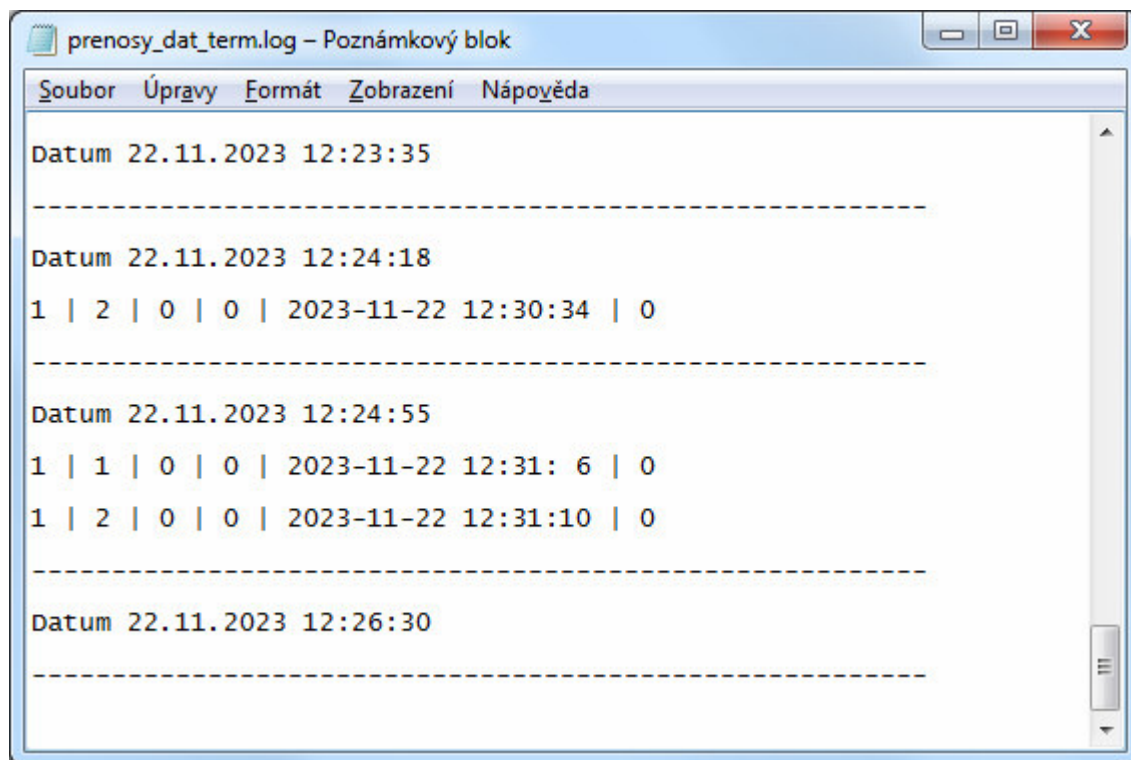 prenosy_dat_term.log – Poznámkový blok
Soubor Úpravy Formát Zobrazení Nápověda
Datum 22.11.2023 12:23:35
--------------------------------------------------------
Datum 22.11.2023 12:24:18
1 | 2 | 0 | 0 | 2023-11-22 12:30:34 | 0
--------------------------------------------------------
Datum 22.11.2023 12:24:55
1 | 1 | 0 | 0 | 2023-11-22 12:31: 6 | 0
1 | 2 | 0 | 0 | 2023-11-22 12:31:10 | 0
--------------------------------------------------------
Datum 22.11.2023 12:26:30
--------------------------------------------------------